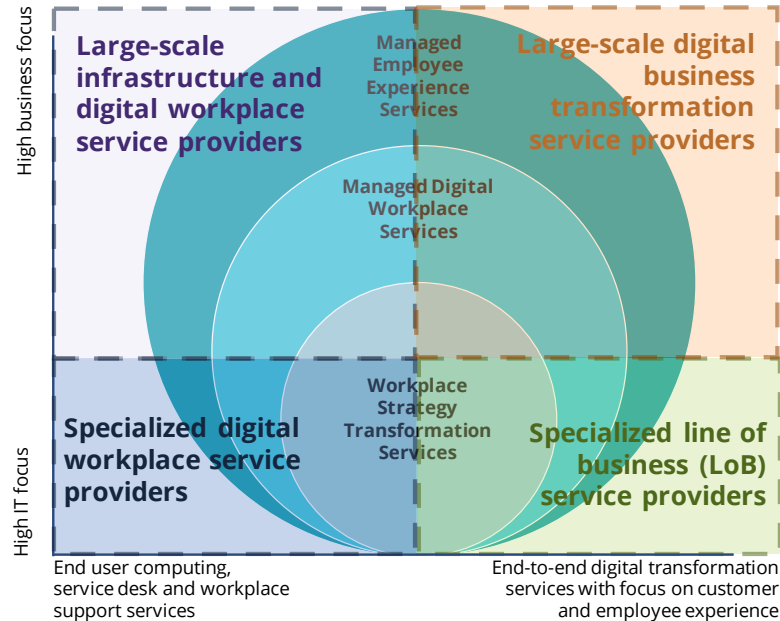 High business focus
High IT focus
Large-scale
infrastructure and
digital workplace
service providers
Managed
Employee
Experience
Services
Large-scale digital
business
transformation
service providers
Managed Digital
Workplace
Services
Workplace
Strategy
Transformation
Services
Specialized digital
workplace service
providers
Specialized line of
business (LoB)
service providers
End user computing,
service desk and workplace
support services
End-to-end digital transformation
services with focus on customer
and employee experience